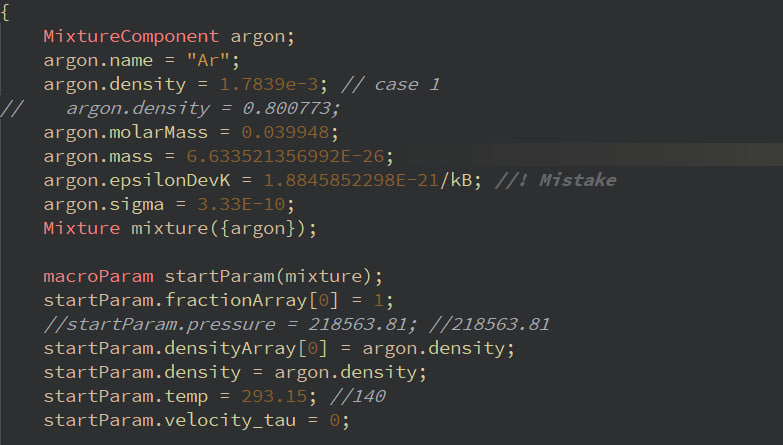 {
    MixtureComponent argon;
    argon.name = "Ar";
    argon.density = 1.7839e-3; // case 1
//    argon.density = 0.800773;
    argon.molarMass = 0.039948;
    argon.mass = 6.633521356992E-26;
    argon.epsilonDevK = 1.8845852298E-21/kB; //! Mistake
    argon.sigma = 3.33E-10;
    Mixture mixture({argon});

    macroParam startParam(mixture);
    startParam.fractionArray[0] = 1;
    //startParam.pressure = 218563.81; //218563.81
    startParam.densityArray[0] = argon.density;
    startParam.density = argon.density;
    startParam.temp = 293.15; //140
    startParam.velocity_tau = 0;